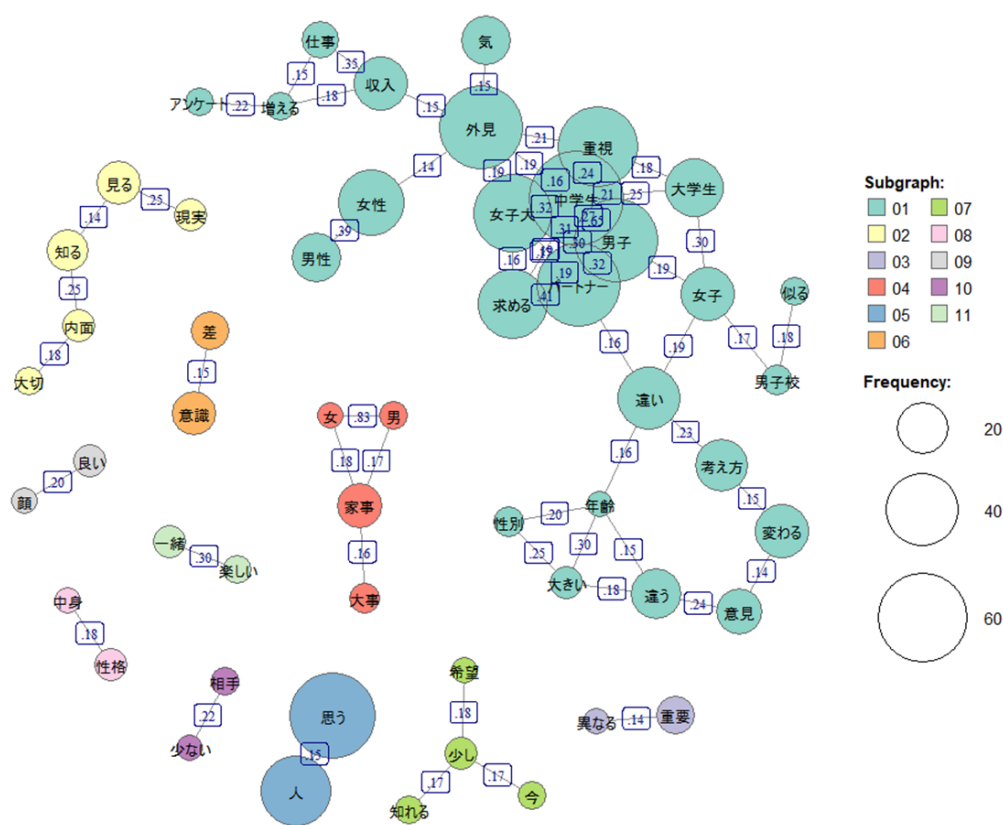 仕事
気
.35
.15
収入
.15
アンケート
.22
増える
.18
.15
外見
.21
重視
.14
.19
.19
.24
.18
大学生
見る
.25
現実
.14
知る
女性
.39
男性
女子大
.32
.16
中学生
.21
.25
.31
.65
男子
.30
.30
.32
.19
.16
.19
パートナー
求める
.41
女子
似る
.25
内面
.18
大切
差
.15
意識
.16
.19
.17
.18
男子校
違い
女
.83
男
.18
.17
家事
.16
大事
.23
考え方
.16
.15
良い
.20
顔
年齢
性別
.20
.25
.30
.15
変わる
.14
大きい
.18
違う
.24
意見
一緒
.30
楽しい
中身
.18
性格
相手
.22
少ない
思う
.15
人
希望
.18
少し
.17
.17
知れる
今
異なる
.14
重要
Subgraph:
01
07
02
08
03
09
04
10
05
11
06
Frequency:
20
40
60